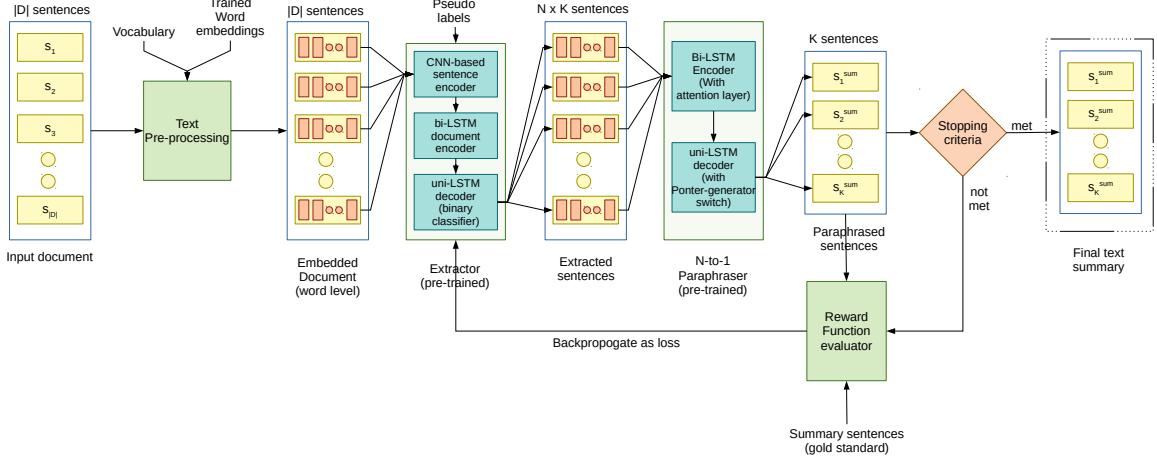 |D| sentences
s1
s2
s3
s|D|
Input document
Vocabulary
Trained
Word
embeddings
Text
Pre-processing
|D| sentences
Embedded
Document
(word level)
Pseudo
labels
CNN-based
sentence
encoder
bi-LSTM
document
encoder
uni-LSTM
decoder
(binary
classifier)
Extractor
(pre-trained)
N x K sentences
Extracted
sentences
Bi-LSTM
Encoder
(With
attention layer)
uni-LSTM
decoder
(with
Ponter-generator
switch)
N-to-1
Paraphraser
(pre-trained)
K sentences
s1sum
s2sum
sKsum
Paraphrased
sentences
Stopping
criteria
met
not
met
s1sum
s2sum
sKsum
Final text
summary
Reward
Function
evaluator
Backpropogate as loss
Summary sentences
(gold standard)